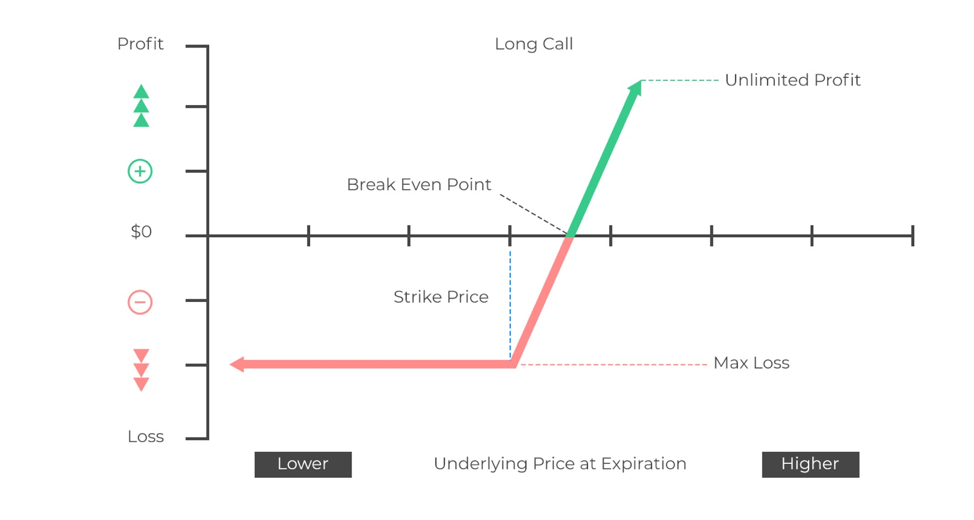 Profit
Long Call
Unlimited Profit
Break Even Point
$0
Strike Price
Max Loss
Loss
Lower
Underlying Price at Expiration
Higher